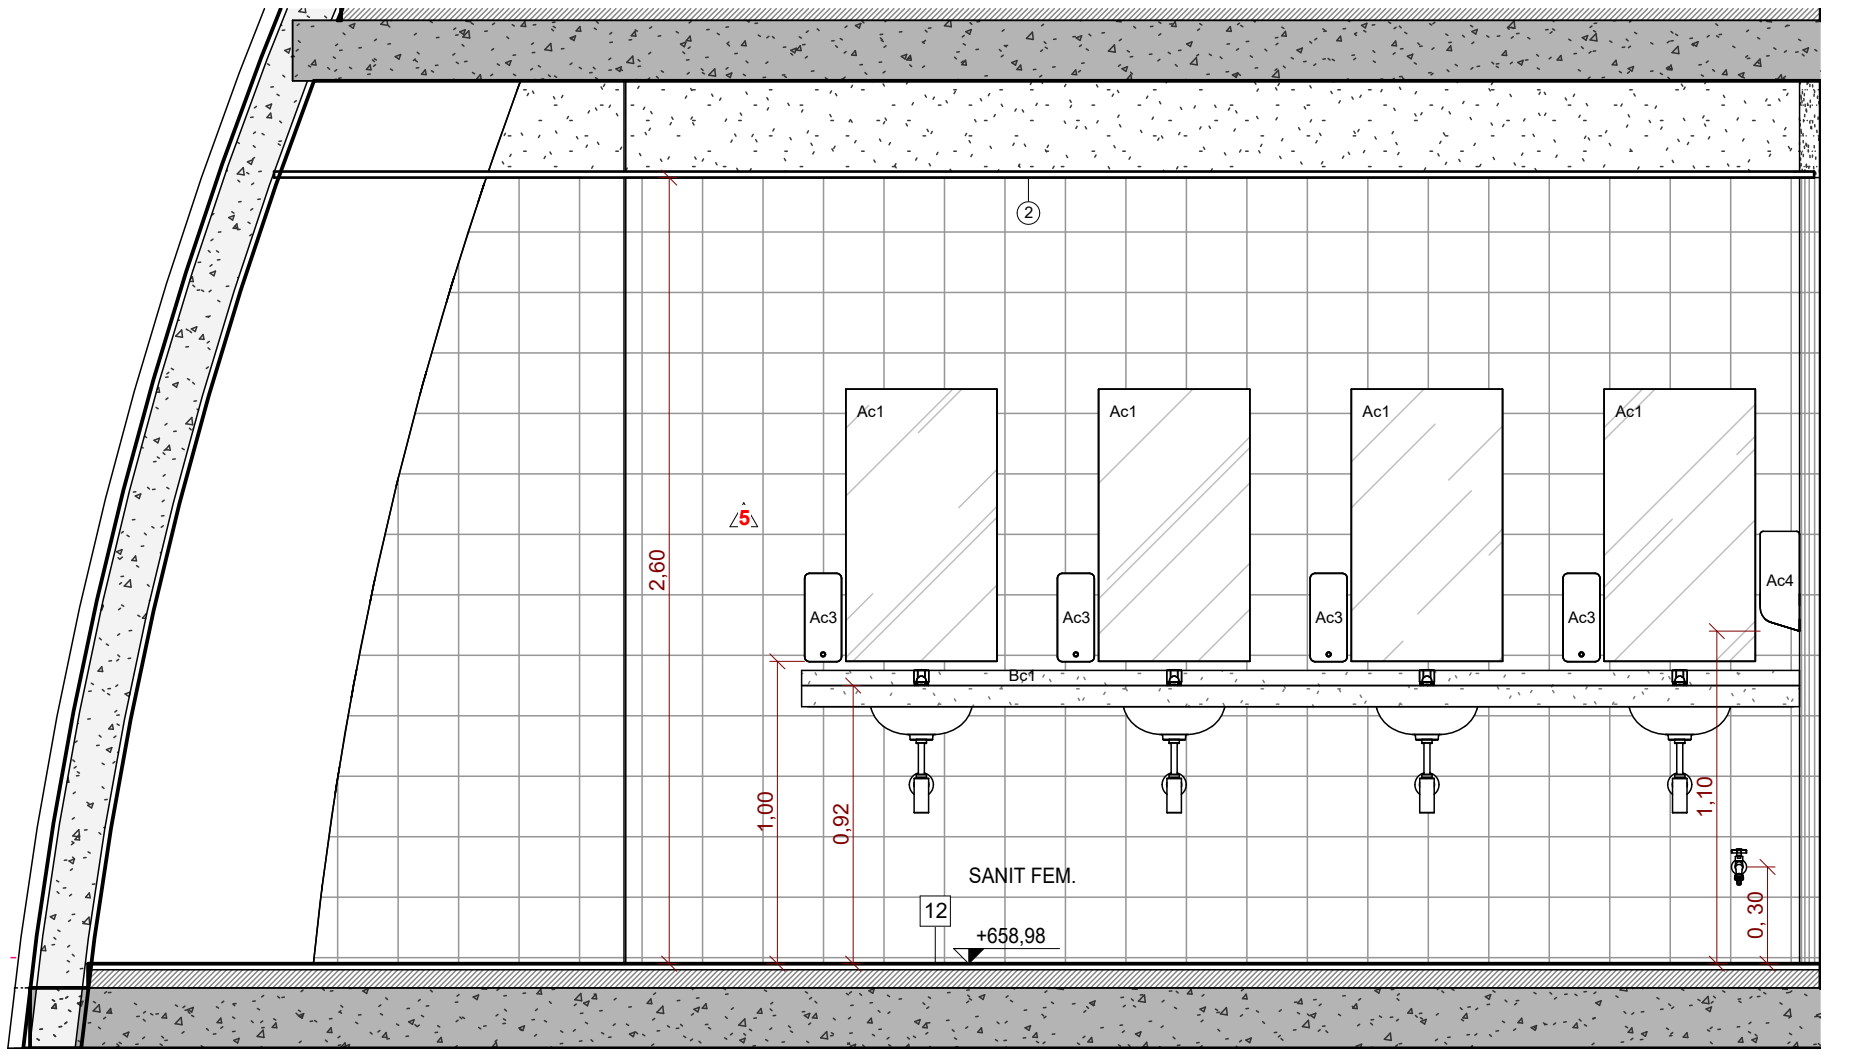 2
Ac1
Ac1
Ac1
Ac1
5
2,60
Ac4
Ac3
Ac3
Ac3
Ac3
Bc1
1,00
0,92
1,10
SANIT FEM.
12
0, 30
+658,98